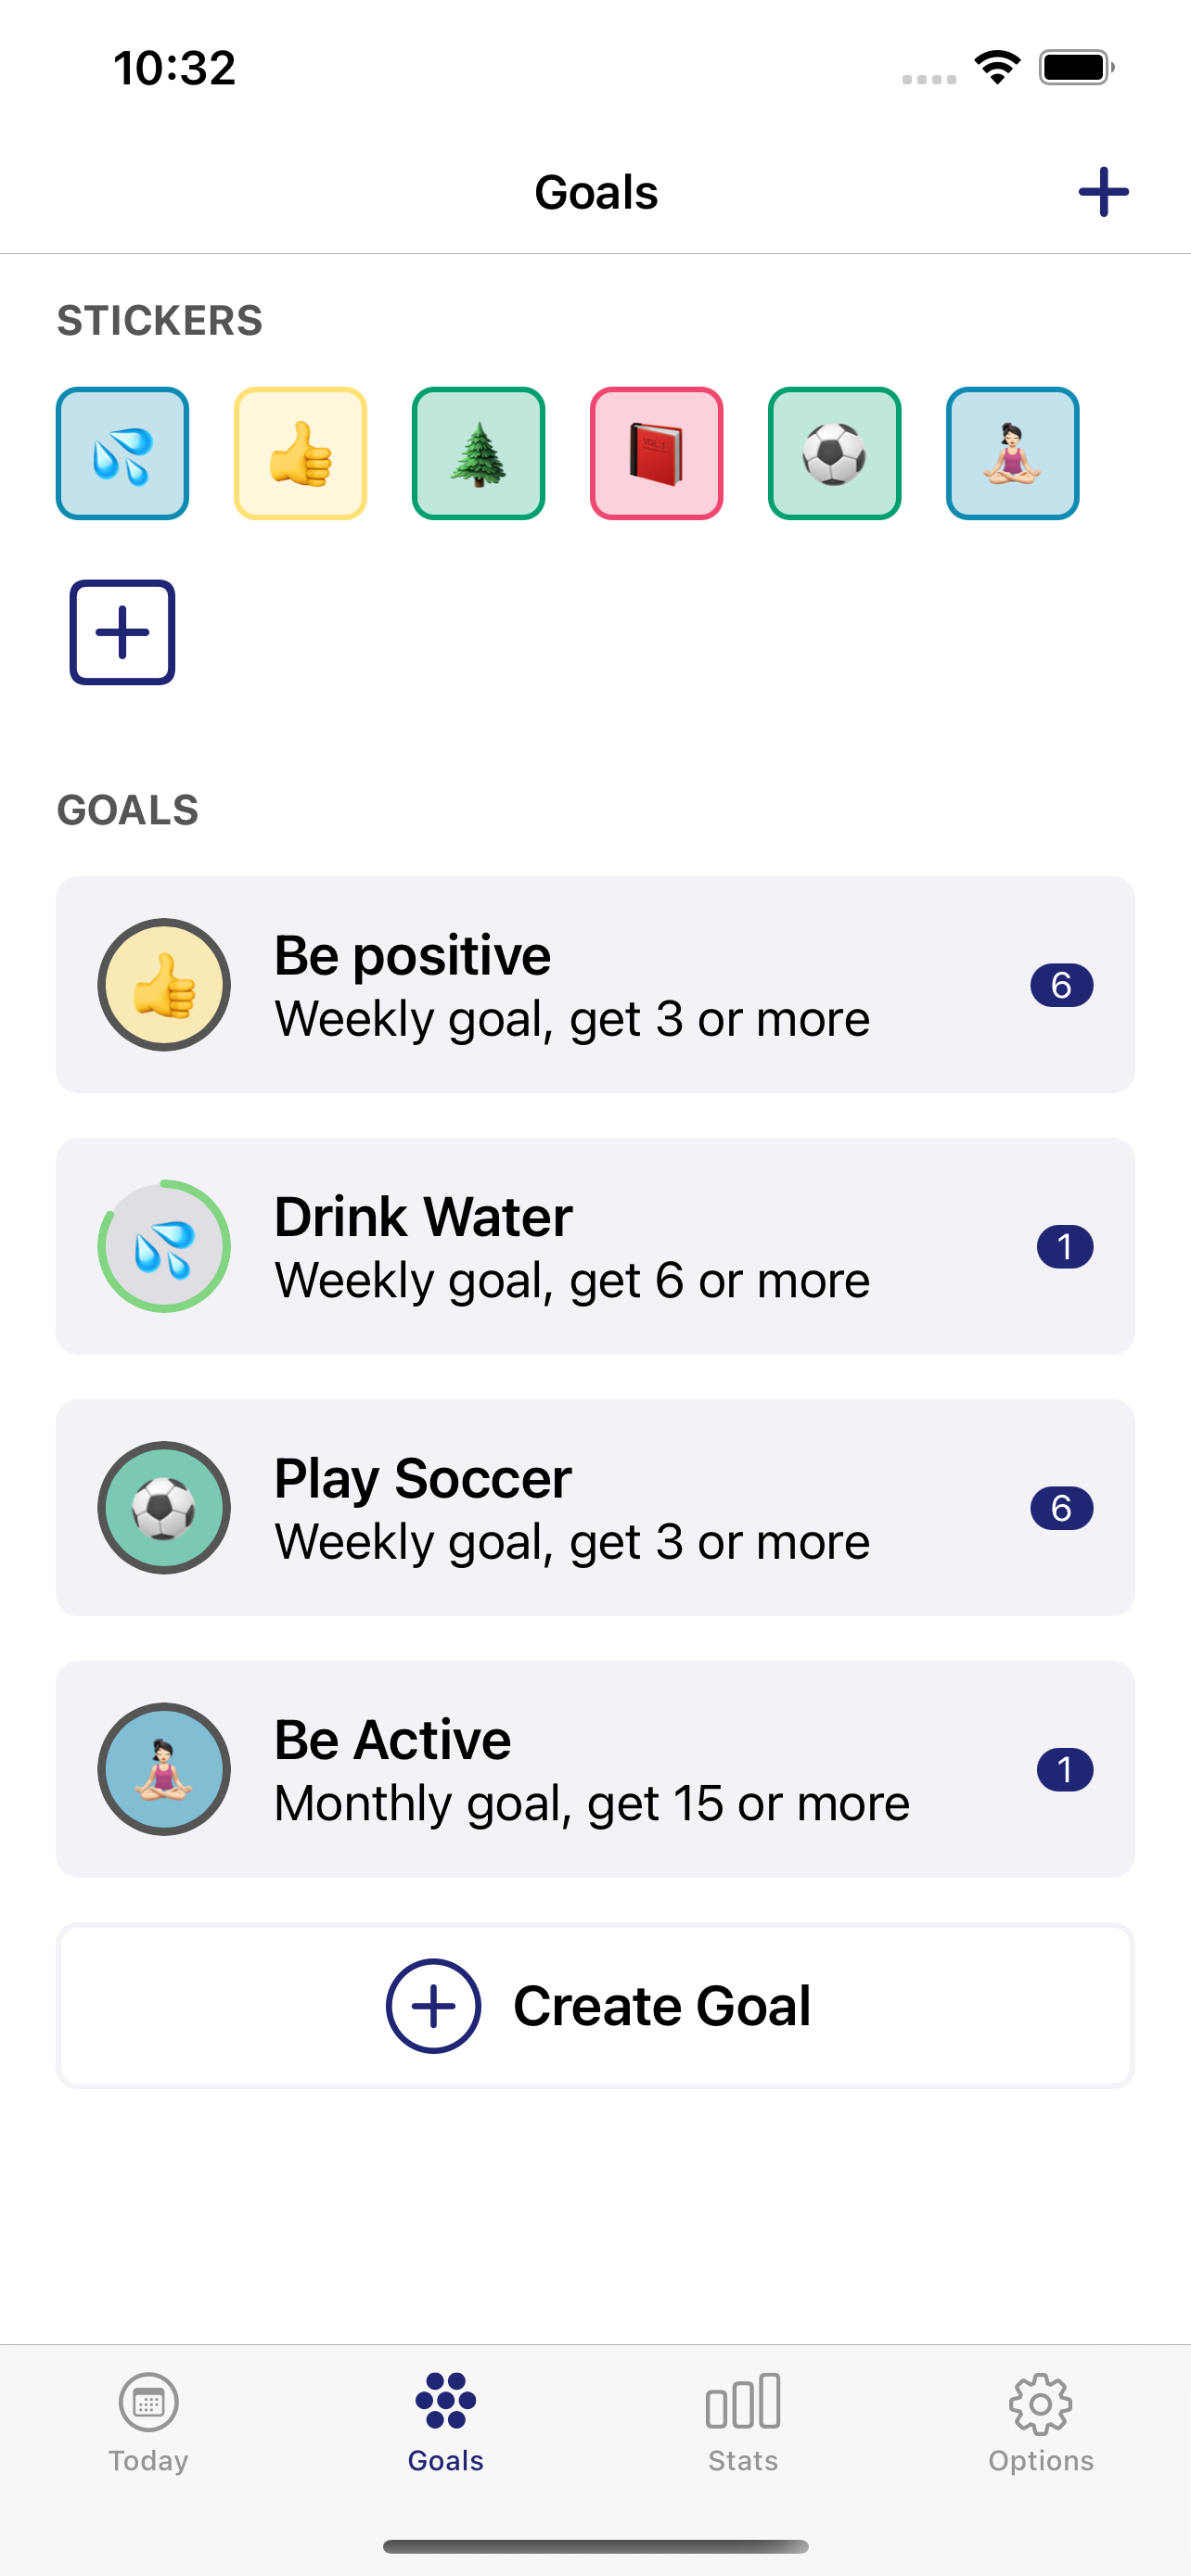 10:32
Goals
STICKERS
GOALS
Be positive
Weekly goal, get 3 or more
6
Drink Water
Weekly goal, get 6 or more
1
Play Soccer
Weekly goal, get 3 or more
6
Be Active
Monthly goal, get 15 or more
1
Create Goal
Today
Goals
Stats
Options